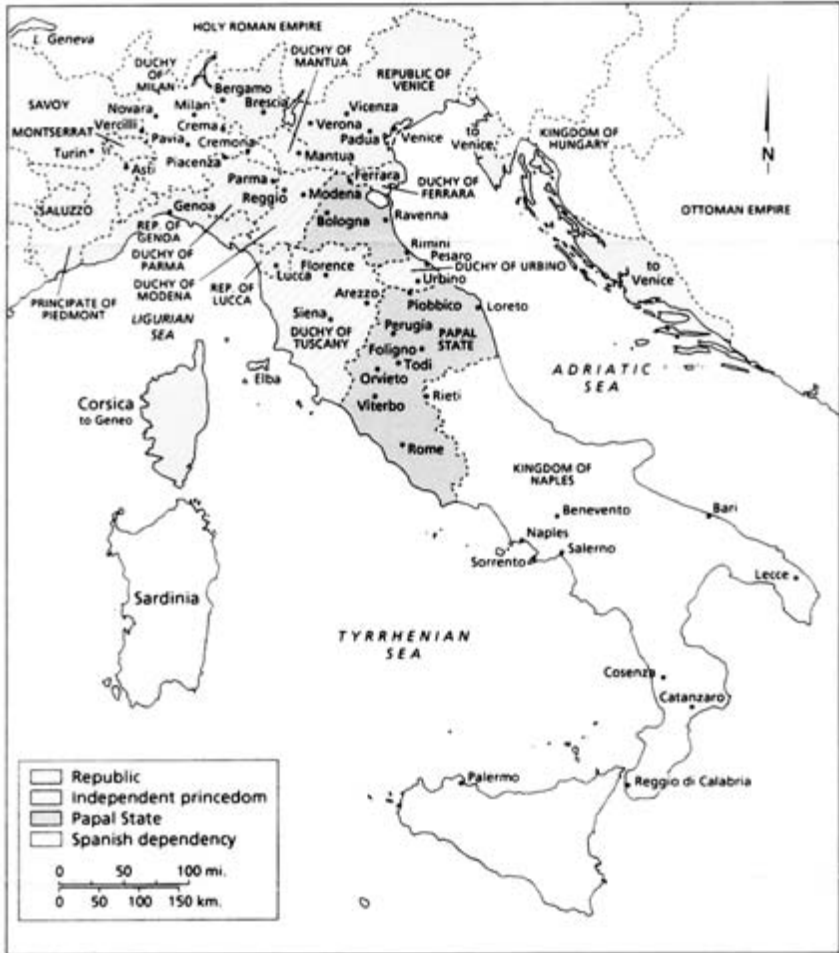 HOLY ROMAN EMPIRE
L. Geneva
DUCHY OF
MANTUA
DUCHY
OF
MILAN
REPUBLIC OF
VENICE
Bergamo
Brescia
SAVOY
Novara
Milan
Vicenza
MONTSERRAT
Vercilli
Crema
Verona
Venice
to
Venice
KINGDOM OF
HUNGARY
Pavia
Cremona
Padua
Turin
Piacenza
Mantua
N
Asti
Parma
Ferrara
DUCHY OF
FERRARA
Reggio
Modena
SALUZZO
Genoa
Bologna
Ravenna
OTTOMAN EMPIRE
REP. OF
GENOA
DUCHY OF
PARMA
Rimini
Pesaro
DUCHY OF URBINO
to
Venice
PRINCIPATE OF
PIEDMONT
DUCHY OF
MODENA
REP. OF
LUCCA
Lucca
Florence
Urbino
Arezzo
Piobbico
Loreto
LIGURIAN
SEA
Siena
DUCHY OF
TUSCANY
Perugia
PAPAL
STATE
Foligno
Todi
ADRIATIC
SEA
Elba
Orvieto
Corsica
to Geneo
Viterbo
Rieti
Rome
KINGDOM OF
NAPLES
Benevento
Bari
Naples
Sorrento
Salerno
Lecce
Sardinia
TYRRHENIAN
SEA
Cosenza
Catanzaro
Palermo
Reggio di Calabria
Republic
Independent princedom
Papal State
Spanish dependency
0 50 100 mi.
0 50 100 150 km.